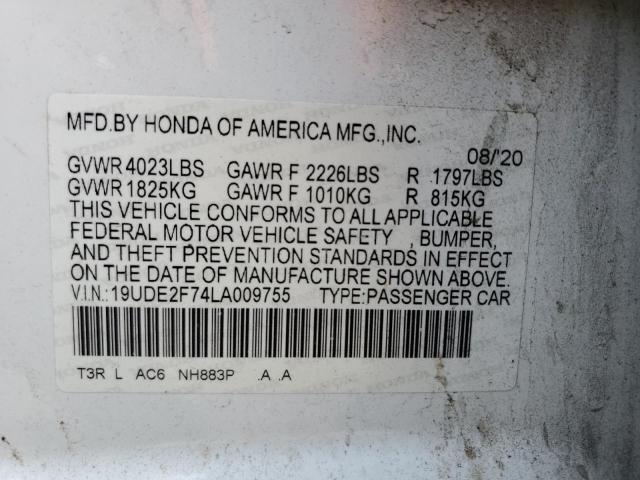 MFD.BY HONDA OF AMERICA MFG.,INC.
08/'20
GVWR 4023LBS GAWR F 2226LBS R 1797LBS
GVWR 1825KG GAWR F 1010KG R 815KG
THIS VEHICLE CONFORMS TO ALL APPLICABLE
FEDERAL MOTOR VEHICLE SAFETY , BUMPER,
AND THEFT PREVENTION STANDARDS IN EFFECT
ON THE DATE OF MANUFACTURE SHOWN ABOVE.
V.I.N.:19UDE2F74LA009755 TYPE:PASSENGER CAR
T3R L AC6 NH883P .A .A